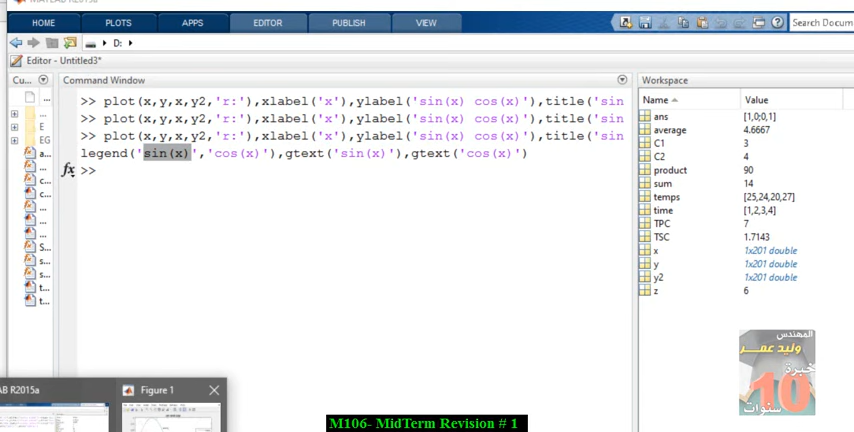 MATLAB R2015a
HOME PLOTS APPS EDITOR PUBLISH VIEW Search Docum
D:
Editor - Untitled3*
Cu... Command Window Workspace
Name Value
>> plot(x,y,x,y2,'r:'),xlabel('x'),ylabel('sin(x) cos(x)'),title('sin
>> plot(x,y,x,y2,'r:'),xlabel('x'),ylabel('sin(x) cos(x)'),title('sin
>> plot(x,y,x,y2,'r:'),xlabel('x'),ylabel('sin(x) cos(x)'),title('sin
legend('sin(x)','cos(x)'),gtext('sin(x)'),gtext('cos(x)')
fx >>
...
E
EG
a...
...
c...
c...
...
...
...
S...
s...
s...
t...
t...
ans [1,0;0,1]
average 4.6667
C1 3
C2 4
product 90
sum 14
temps [25,24,20,27]
time [1,2,3,4]
TPC 7
TSC 1.7143
x 1x201 double
y 1x201 double
y2 1x201 double
z 6
المهندس
وليد عمر
خبرة
10
سنوات
AB R2015a
Figure 1
M106- MidTerm Revision # 1